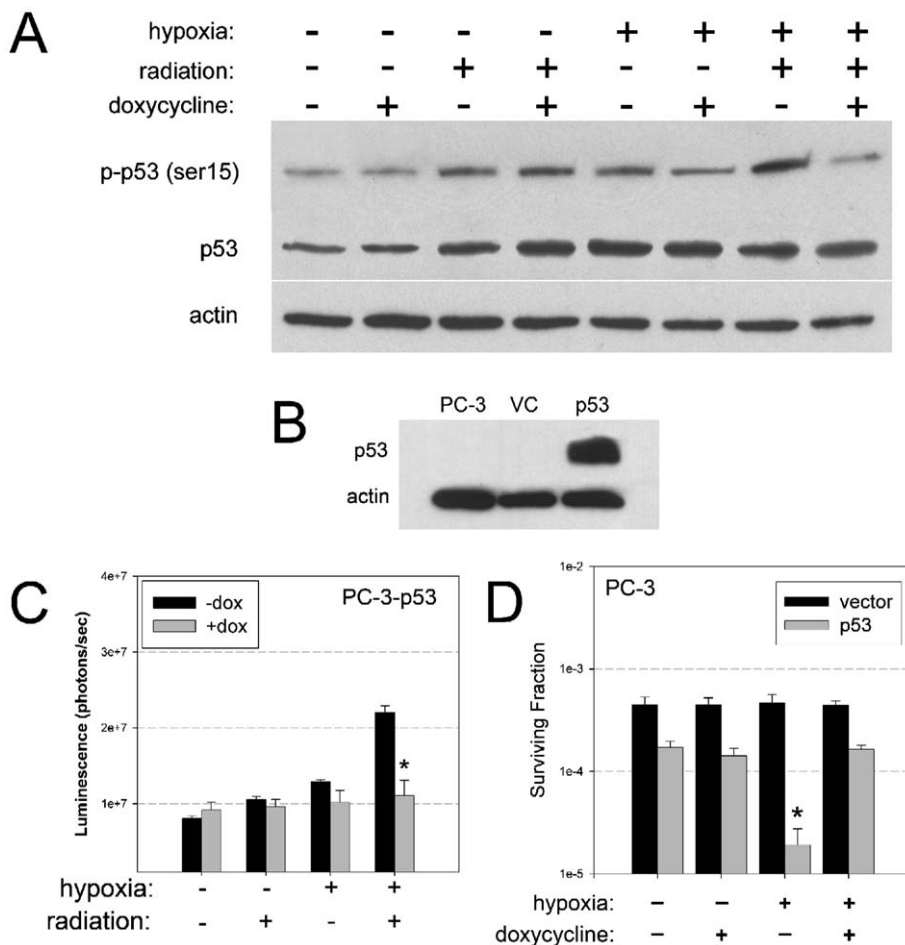 A
hypoxia: - - - - + + + +
radiation: - - + + - - + +
doxycycline: - + - + - + - +
p-p53 (ser15)
p53
actin
B
PC-3 VC p53
p53
actin
C
4e+7
3e+7
2e+7
1e+7
Luminescence (photons/sec)
-dox
+dox
PC-3-p53
*
hypoxia: - - + +
radiation: - + - +
D
1e-2
1e-3
1e-4
1e-5
Surviving Fraction
PC-3
vector
p53
*
hypoxia: – – + +
doxycycline: – + – +